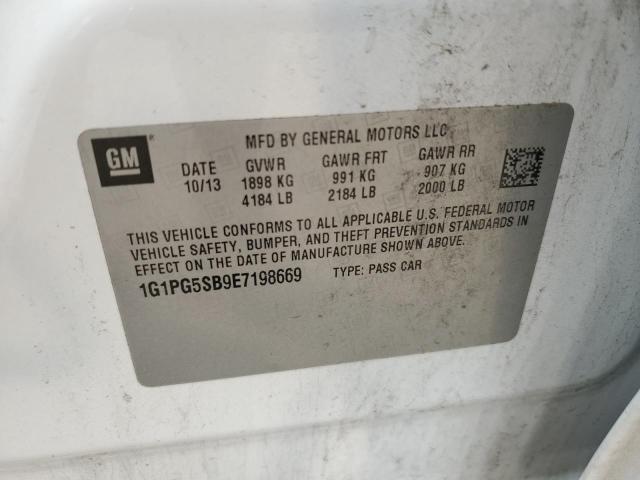 GM
MFD BY GENERAL MOTORS LLC
DATE GVWR GAWR FRT GAWR RR
10/13 1898 KG 991 KG 907 KG
4184 LB 2184 LB 2000 LB
THIS VEHICLE CONFORMS TO ALL APPLICABLE U.S. FEDERAL MOTOR
VEHICLE SAFETY, BUMPER, AND THEFT PREVENTION STANDARDS IN
EFFECT ON THE DATE OF MANUFACTURE SHOWN ABOVE.
1G1PG5SB9E7198669 TYPE: PASS CAR